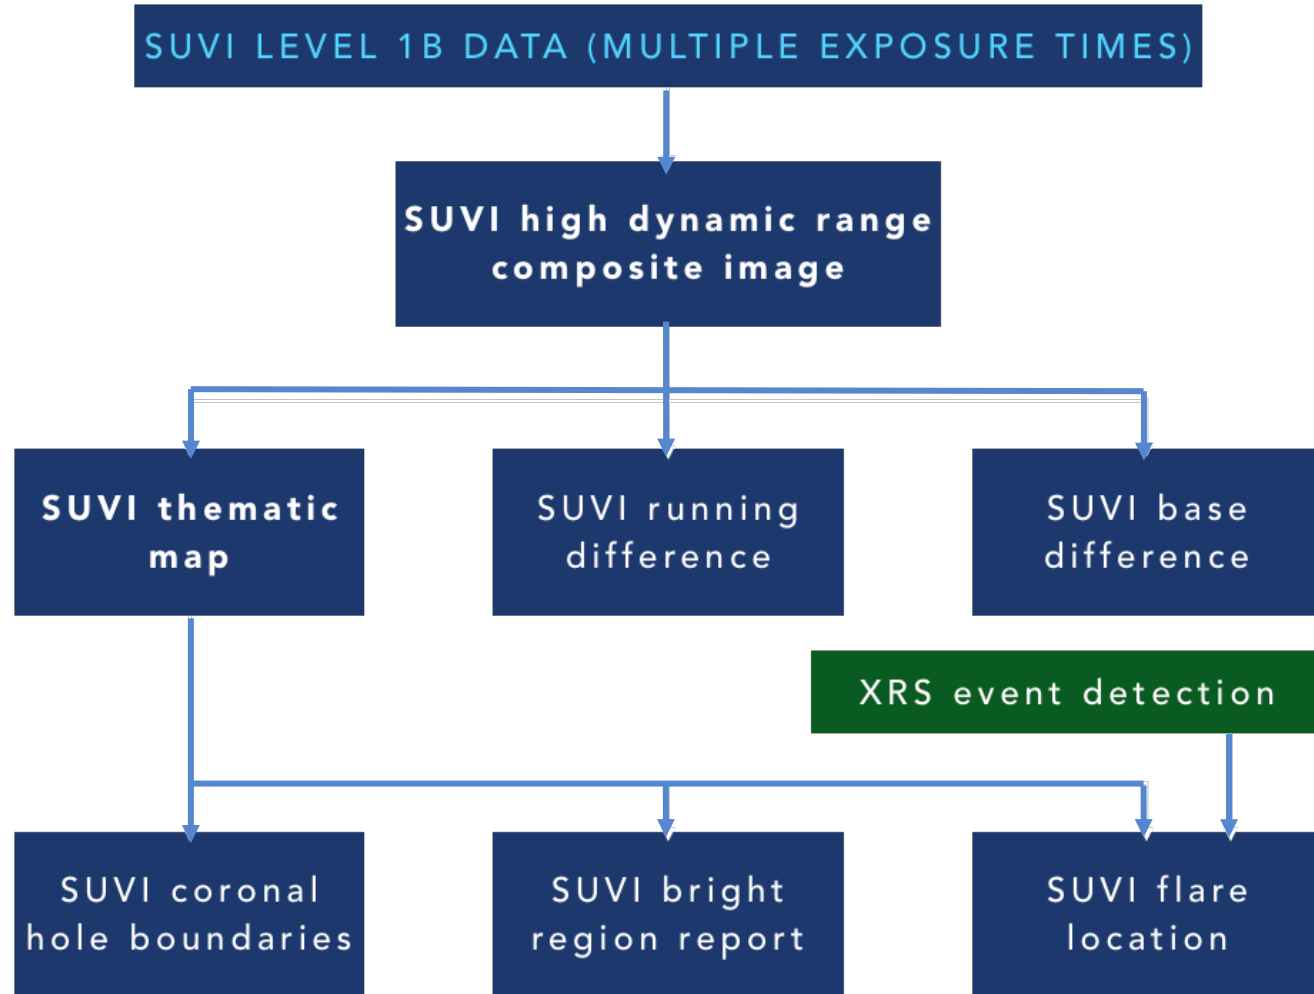 SUVI LEVEL 1B DATA (MULTIPLE EXPOSURE TIMES)
SUVI high dynamic range
composite image
SUVI thematic
map
SUVI running
difference
SUVI base
difference
XRS event detection
SUVI coronal
hole boundaries
SUVI bright
region report
SUVI flare
location